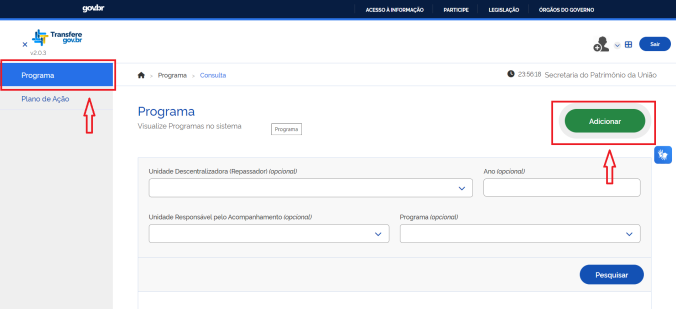 govbr
ACESSO À INFORMAÇÃO PARTICIPE LEGISLAÇÃO ÓRGÃOS DO GOVERNO
Transfere
gov.br
v2.0.3
Sair
Programa
Plano de Ação
Programa
Consulta
23:56:18 Secretaria do Patrimônio da União
Programa
Visualize Programas no sistema
Programa
Adicionar
Unidade Descentralizadora (Repassador) (opcional)
Ano (opcional)
Unidade Responsável pelo Acompanhamento (opcional)
Programa (opcional)
Pesquisar